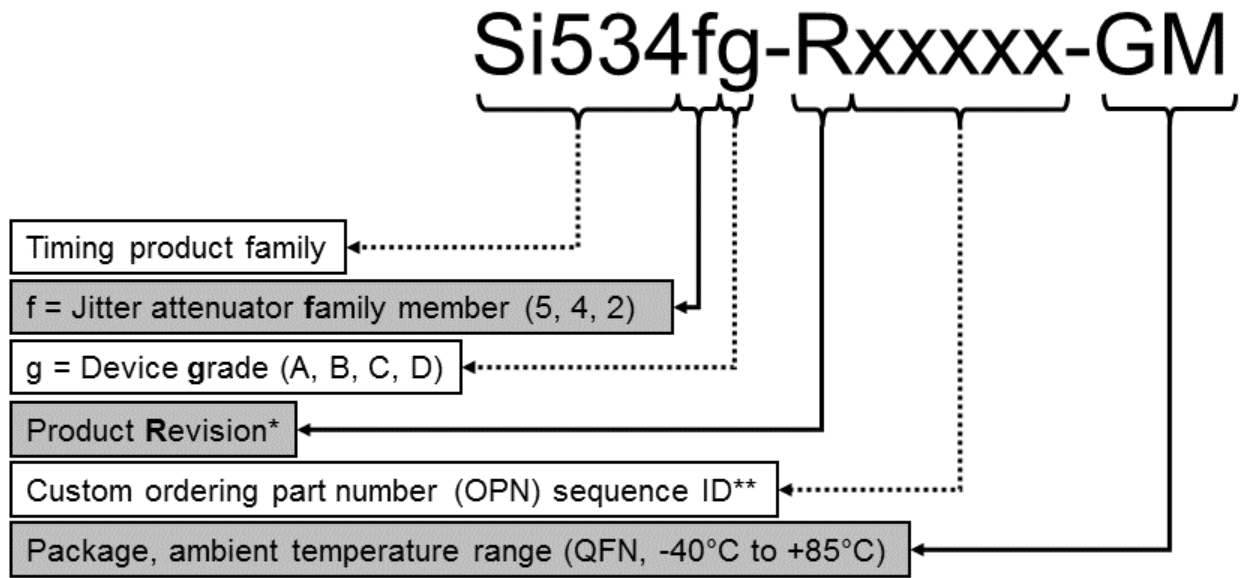 Si534fg-Rxxxxx-GM
Timing product family
f = Jitter attenuator family member (5, 4, 2)
g = Device grade (A, B, C, D)
Product Revision*
Custom ordering part number (OPN) sequence ID**
Package, ambient temperature range (QFN, -40°C to +85°C)